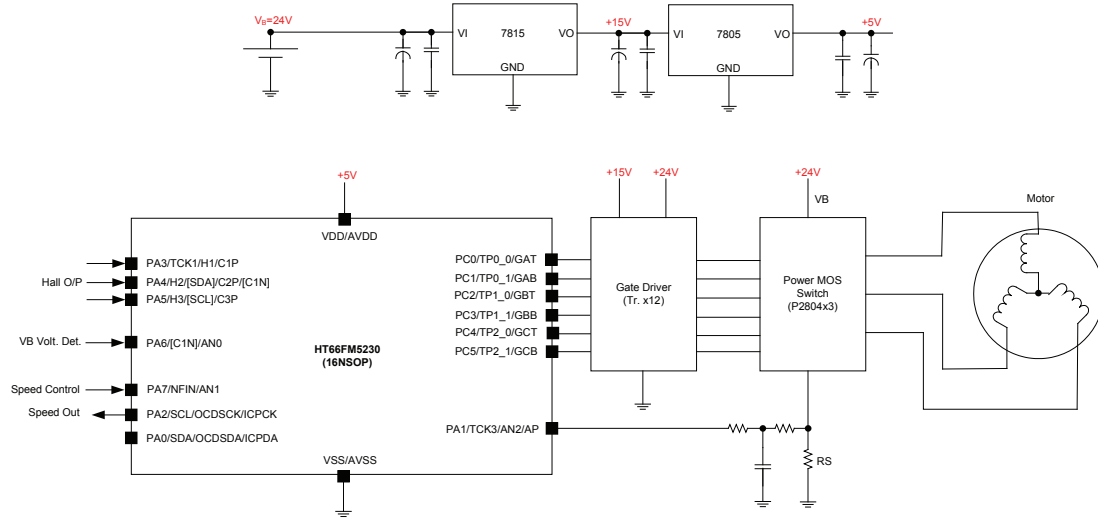 VB=24V
+15V
+5V
VI
7815
VO
GND
VI
7805
VO
GND
+5V
VDD/AVDD
+15V
+24V
+24V
VB
Motor
Hall O/P
PA3/TCK1/H1/C1P
PA4/H2/[SDA]/C2P/[C1N]
PA5/H3/[SCL]/C3P
VB Volt. Det.
PA6/[C1N]/AN0
Speed Control
PA7/NFIN/AN1
Speed Out
PA2/SCL/OCDSCK/ICPCK
PA0/SDA/OCDSDA/ICPDA
HT66FM5230
(16NSOP)
PC0/TP0_0/GAT
PC1/TP0_1/GAB
PC2/TP1_0/GBT
PC3/TP1_1/GBB
PC4/TP2_0/GCT
PC5/TP2_1/GCB
PA1/TCK3/AN2/AP
VSS/AVSS
Gate Driver
(Tr. x12)
Power MOS
Switch
(P2804x3)
RS